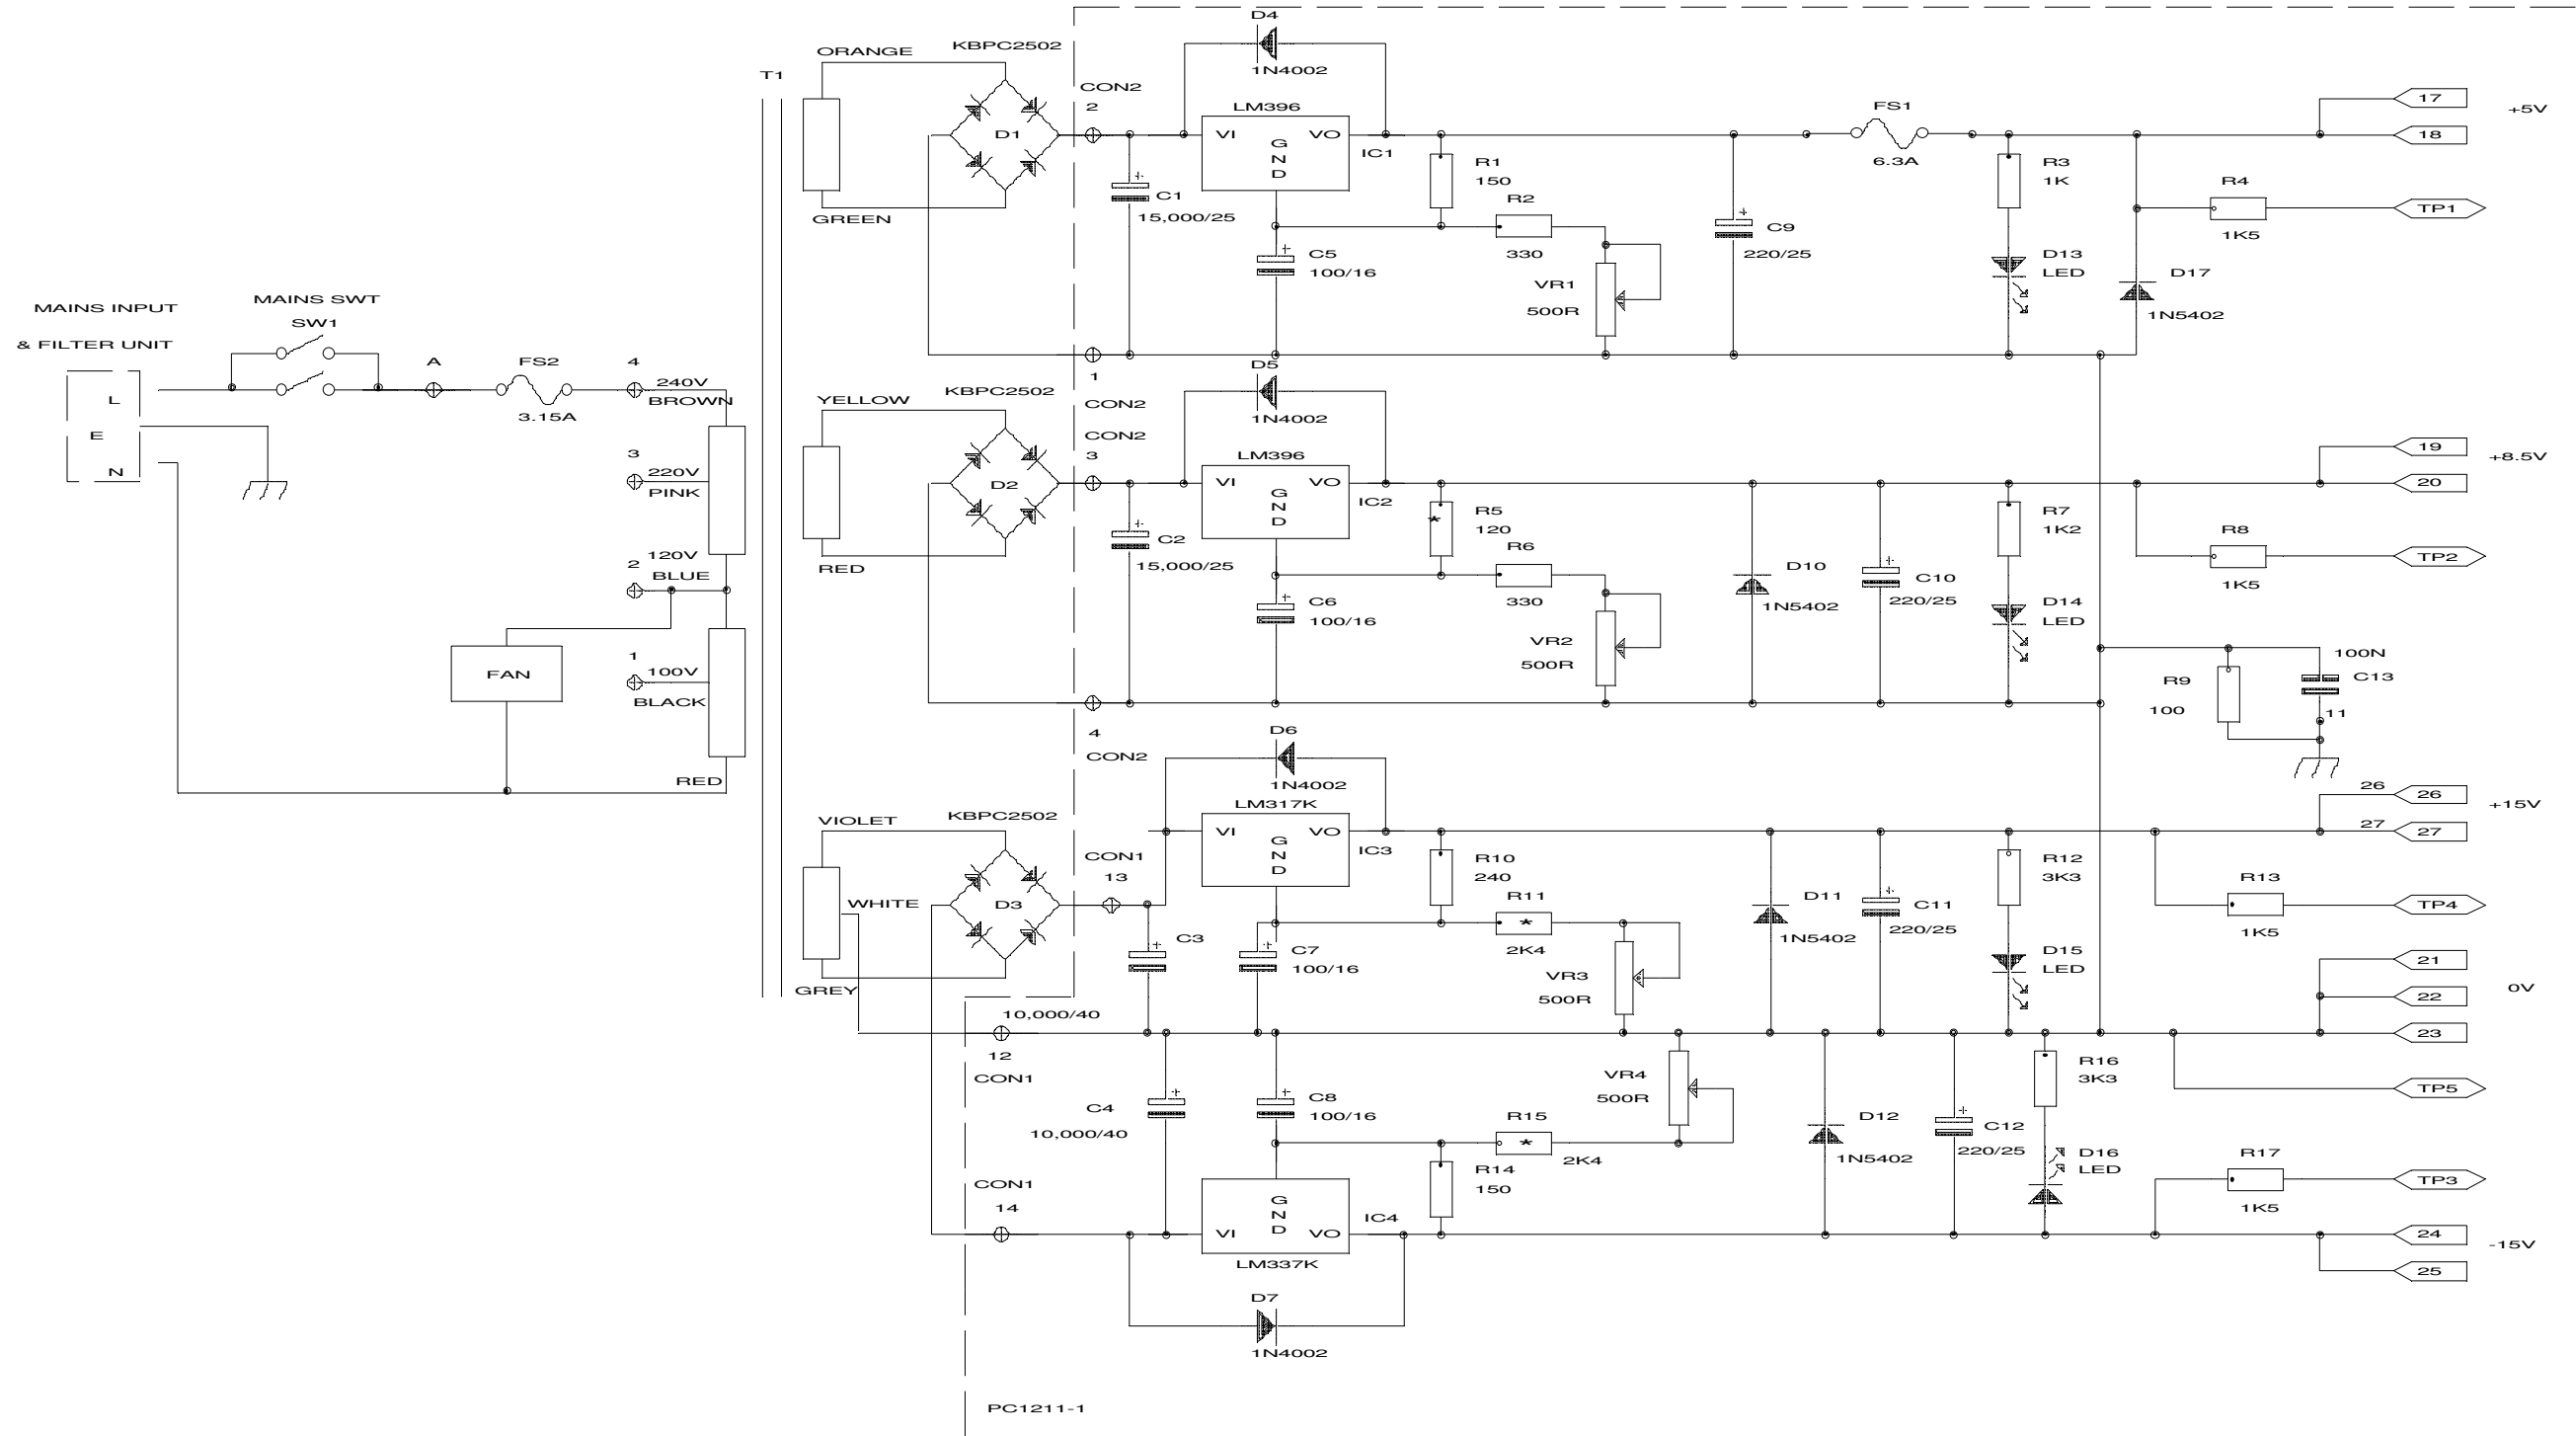 D4
1N4002
ORANGE
KBPC2502
T1
CON2
2
LM396
VI
GND
VO
IC1
D1
GREEN
C1
15,000/25
R1
150
R2
330
C5
100/16
VR1
500R
C9
220/25
FS1
6.3A
R3
1K
D13
LED
R4
1K5
D17
1N5402
17
18
+5V
TP1
MAINS INPUT
& FILTER UNIT
MAINS SWT
SW1
L
E
N
A
FS2
3.15A
4
240V
BROWN
3
220V
PINK
120V
2
BLUE
1
100V
BLACK
RED
FAN
1
CON2
D5
1N4002
YELLOW
KBPC2502
CON2
3
D2
RED
LM396
VI
GND
VO
IC2
C2
15,000/25
R5
*
120
R6
330
C6
100/16
VR2
500R
D10
1N5402
C10
220/25
R7
1K2
D14
LED
R8
1K5
19
20
+8.5V
TP2
R9
100
100N
C13
11
4
CON2
D6
1N4002
VIOLET
KBPC2502
WHITE
D3
GREY
CON1
13
LM317K
VI
GND
VO
IC3
C3
10,000/40
C7
100/16
R10
240
R11
*
2K4
VR3
500R
D11
1N5402
C11
220/25
R12
3K3
D15
LED
R13
1K5
26
26
27
27
+15V
TP4
21
22
0V
23
12
CON1
C4
10,000/40
C8
100/16
R15
*
2K4
R14
150
VR4
500R
D12
1N5402
C12
220/25
R16
3K3
D16
LED
R17
1K5
TP5
TP3
24
-15V
25
CON1
14
GND
VI
VO
IC4
LM337K
D7
1N4002
PC1211-1